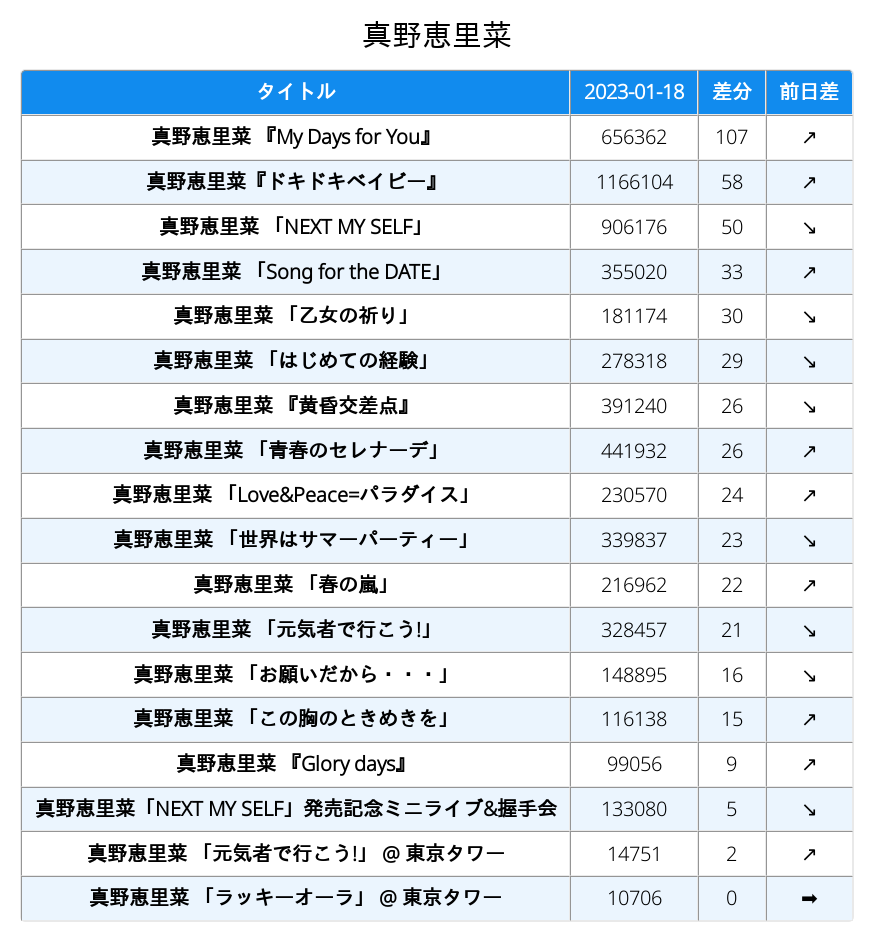 真野恵里菜
タイトル 2023-01-18 差分 前日差
真野恵里菜 『My Days for You』 656362 107 ↗
真野恵里菜『ドキドキベイビー』 1166104 58 ↗
真野恵里菜 「NEXT MY SELF」 906176 50 ↘
真野恵里菜 「Song for the DATE」 355020 33 ↗
真野恵里菜 「乙女の祈り」 181174 30 ↘
真野恵里菜 「はじめての経験」 278318 29 ↘
真野恵里菜 『黄昏交差点』 391240 26 ↘
真野恵里菜 「青春のセレナーデ」 441932 26 ↗
真野恵里菜 「Love&Peace=パラダイス」 230570 24 ↗
真野恵里菜 「世界はサマーパーティー」 339837 23 ↘
真野恵里菜 「春の嵐」 216962 22 ↗
真野恵里菜 「元気者で行こう!」 328457 21 ↘
真野恵里菜 「お願いだから・・・」 148895 16 ↘
真野恵里菜 「この胸のときめきを」 116138 15 ↗
真野恵里菜 『Glory days』 99056 9 ↗
真野恵里菜「NEXT MY SELF」発売記念ミニライブ&握手会 133080 5 ↘
真野恵里菜 「元気者で行こう!」 @ 東京タワー 14751 2 ↗
真野恵里菜 「ラッキーオーラ」 @ 東京タワー 10706 0 ➡